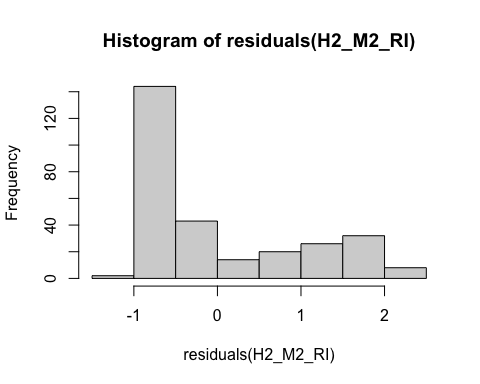 Histogram of residuals(H2_M2_RI)
Frequency
120
80
40
0
-1 0 1 2
residuals(H2_M2_RI)